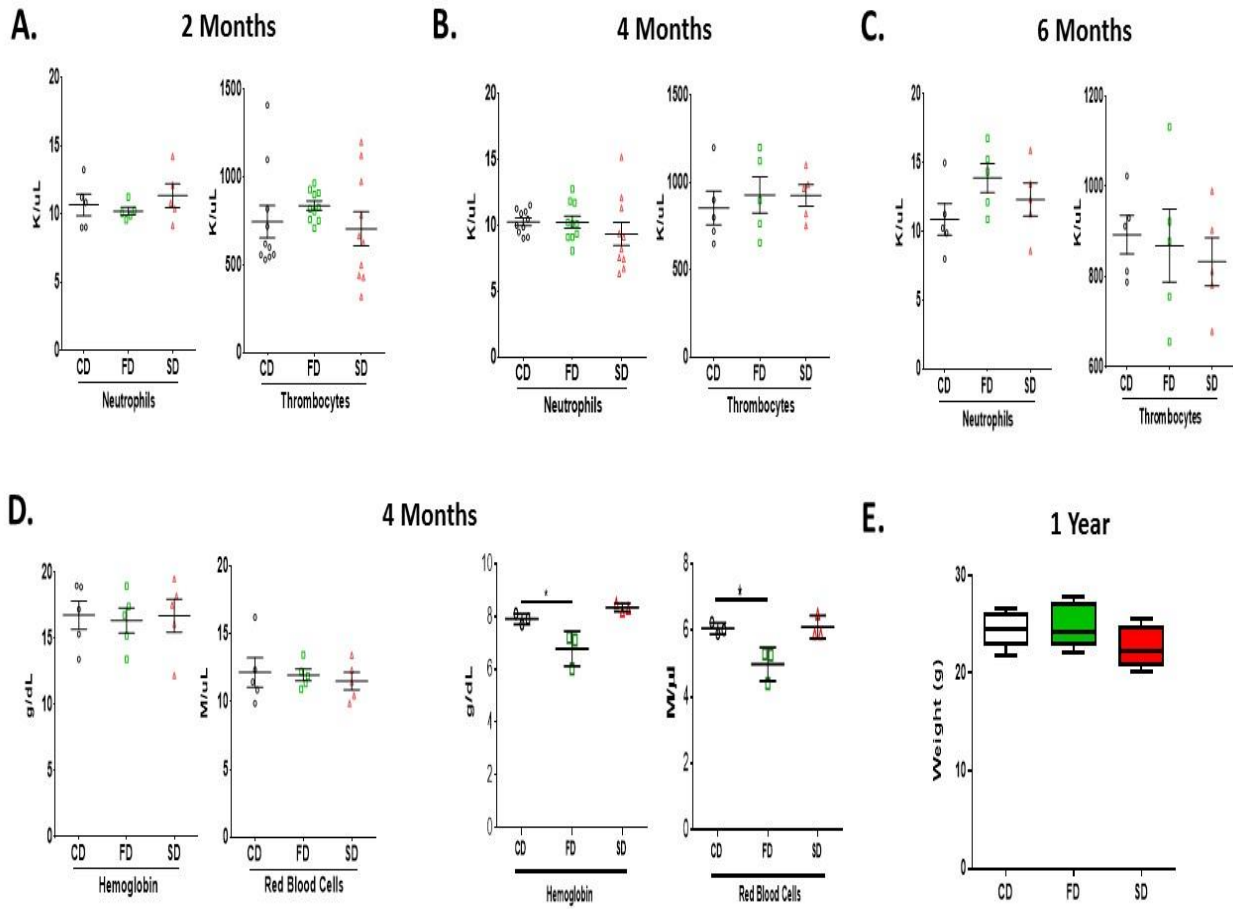 A.
2 Months
B.
4 Months
C.
6 Months
20
15
10
5
0
K/uL
CD FD SD
Neutrophils
1500
1000
500
0
K/uL
CD FD SD
Thrombocytes
20
15
10
5
0
K/uL
CD FD SD
Neutrophils
1500
1000
500
0
K/uL
CD FD SD
Thrombocytes
20
15
10
5
0
K/uL
CD FD SD
Neutrophils
1200
1000
800
600
K/uL
CD FD SD
Thrombocytes
D.
4 Months
E.
1 Year
20
15
10
5
0
g/dL
CD FD SD
Hemoglobin
20
15
10
5
0
M/uL
CD FD SD
Red Blood Cells
10
8
6
4
2
0
g/dL
*
CD FD SD
Hemoglobin
8
6
4
2
0
M/µl
*
CD FD SD
Red Blood Cells
30
20
10
0
Weight (g)
CD FD SD